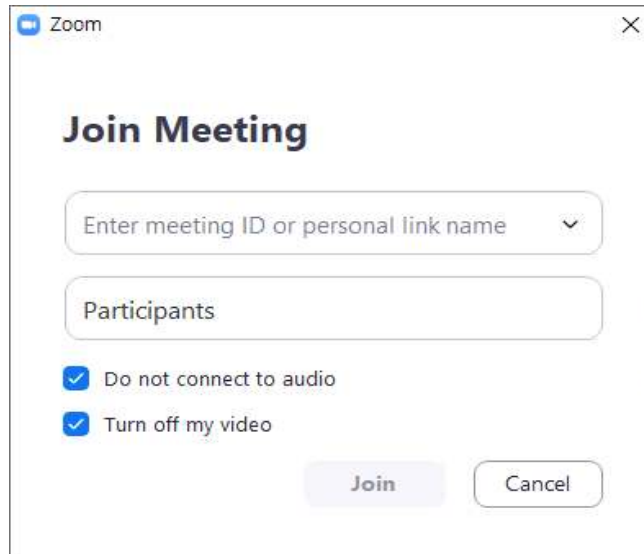 Zoom
Join Meeting
Enter meeting ID or personal link name
Participants
Do not connect to audio
Turn off my video
Join Cancel